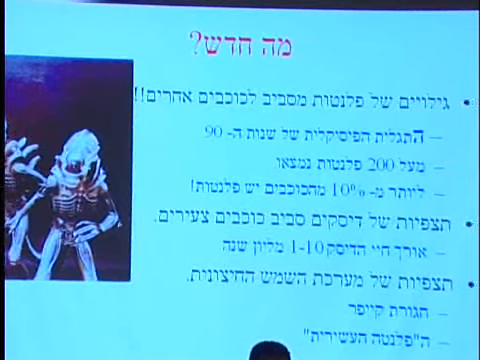 מה חדש?
גילויים של פלנטות מסביב לכוכבים אחרים!!
התגלית הפיסיקלית של שנות ה- 90
מעל 200 פלנטות נמצאו.
ליותר מ- 10% מהכוכבים יש פלנטות!
תצפיות של דיסקים סביב כוכבים צעירים.
אורך חיי הדיסק 1-10 מליון שנה
תצפיות של מערכת השמש החיצונית.
חגורת קייפר
ה"פלנטה העשירית"